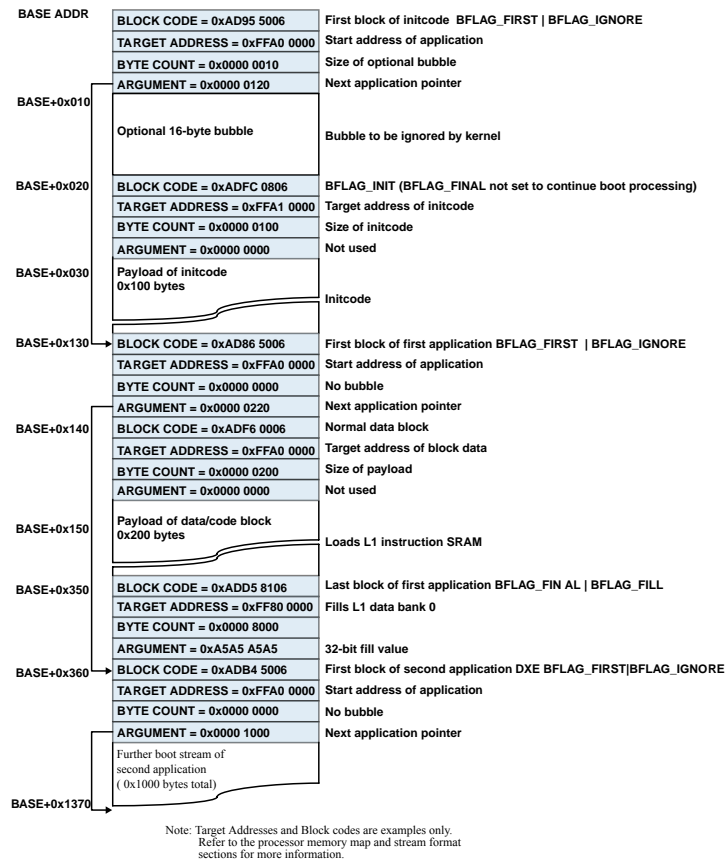 BASE ADDR
BLOCK CODE = 0xAD95 5006 First block of initcode BFLAG_FIRST | BFLAG_IGNORE
TARGET ADDRESS = 0xFFA0 0000 Start address of application
BYTE COUNT = 0x0000 0010 Size of optional bubble
ARGUMENT = 0x0000 0120 Next application pointer
BASE+0x010
Optional 16-byte bubble Bubble to be ignored by kernel
BASE+0x020 BLOCK CODE = 0xADFC 0806 BFLAG_INIT (BFLAG_FINAL not set to continue boot processing)
TARGET ADDRESS = 0xFFA1 0000 Target address of initcode
BYTE COUNT = 0x0000 0100 Size of initcode
ARGUMENT = 0x0000 0000 Not used
BASE+0x030 Payload of initcode
0x100 bytes
Initcode
BASE+0x130 BLOCK CODE = 0xAD86 5006 First block of first application BFLAG_FIRST | BFLAG_IGNORE
TARGET ADDRESS = 0xFFA0 0000 Start address of application
BYTE COUNT = 0x0000 0000 No bubble
ARGUMENT = 0x0000 0220 Next application pointer
BASE+0x140 BLOCK CODE = 0xADF6 0006 Normal data block
TARGET ADDRESS = 0xFFA0 0000 Target address of block data
BYTE COUNT = 0x0000 0200 Size of payload
ARGUMENT = 0x0000 0000 Not used
BASE+0x150 Payload of data/code block
0x200 bytes
Loads L1 instruction SRAM
BASE+0x350 BLOCK CODE = 0xADD5 8106 Last block of first application BFLAG_FIN AL | BFLAG_FILL
TARGET ADDRESS = 0xFF80 0000 Fills L1 data bank 0
BYTE COUNT = 0x0000 8000
ARGUMENT = 0xA5A5 A5A5 32-bit fill value
BASE+0x360 BLOCK CODE = 0xADB4 5006 First block of second application DXE BFLAG_FIRST|BFLAG_IGNORE
TARGET ADDRESS = 0xFFA0 0000 Start address of application
BYTE COUNT = 0x0000 0000 No bubble
ARGUMENT = 0x0000 1000 Next application pointer
Further boot stream of
second application
( 0x1000 bytes total)
BASE+0x1370
Note: Target Addresses and Block codes are examples only.
Refer to the processor memory map and stream format
sections for more information.